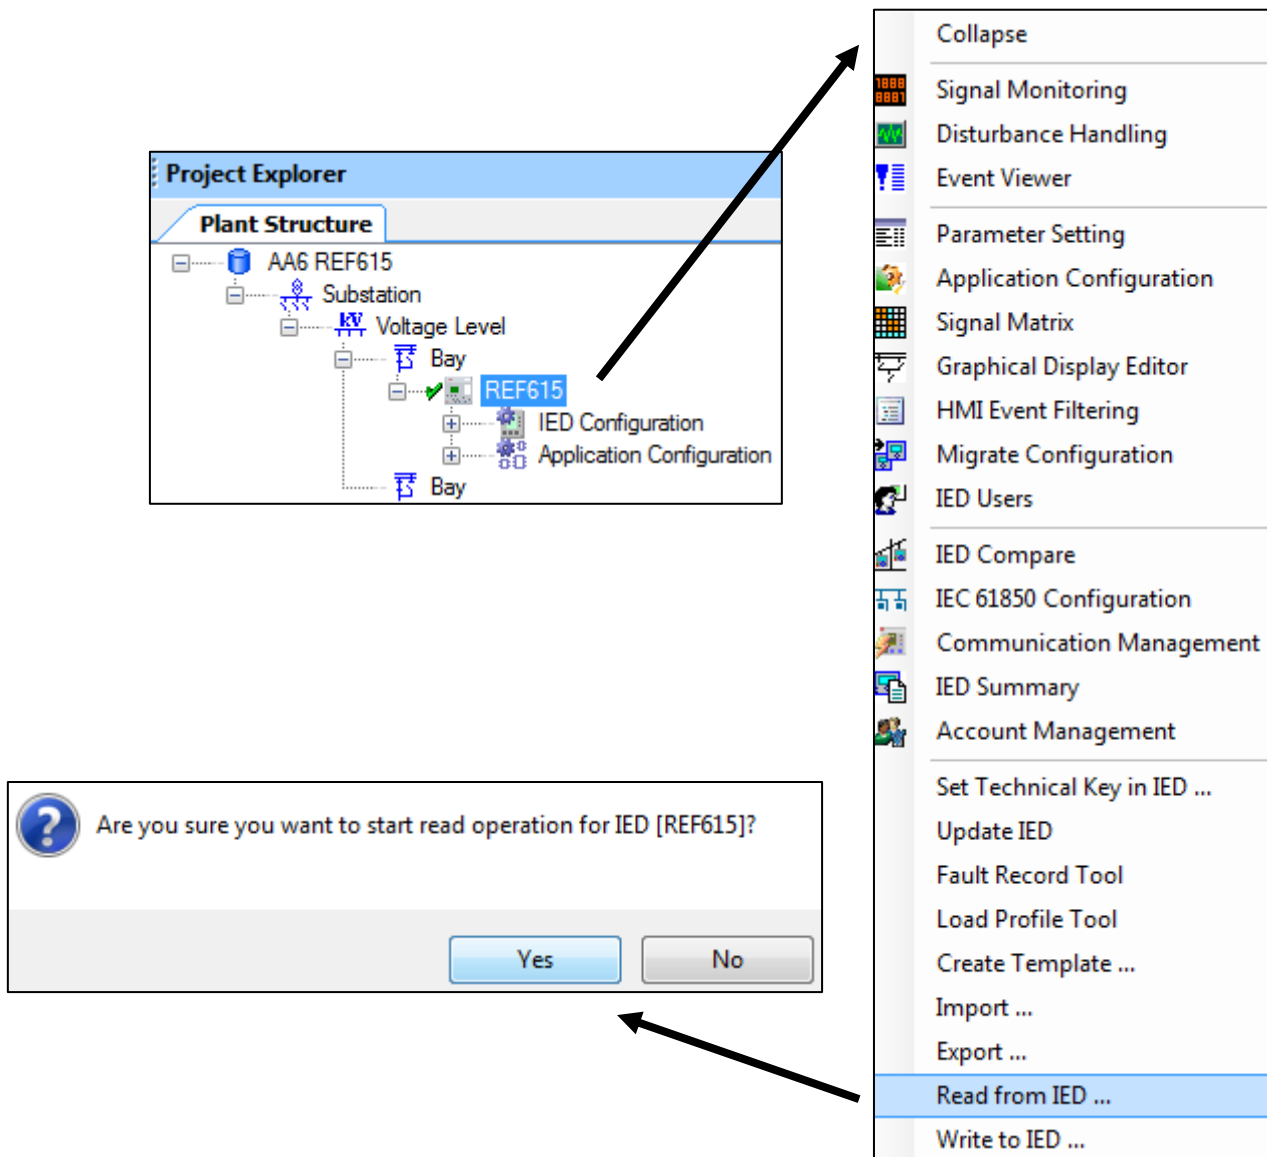 Project Explorer
Plant Structure
AA6 REF615
Substation
Voltage Level
Bay
REF615
IED Configuration
Application Configuration
Bay
Collapse
Signal Monitoring
Disturbance Handling
Event Viewer
Parameter Setting
Application Configuration
Signal Matrix
Graphical Display Editor
HMI Event Filtering
Migrate Configuration
IED Users
IED Compare
IEC 61850 Configuration
Communication Management
IED Summary
Account Management
Set Technical Key in IED ...
Update IED
Fault Record Tool
Load Profile Tool
Create Template ...
Import ...
Export ...
Read from IED ...
Write to IED ...
Are you sure you want to start read operation for IED [REF615]?
Yes No